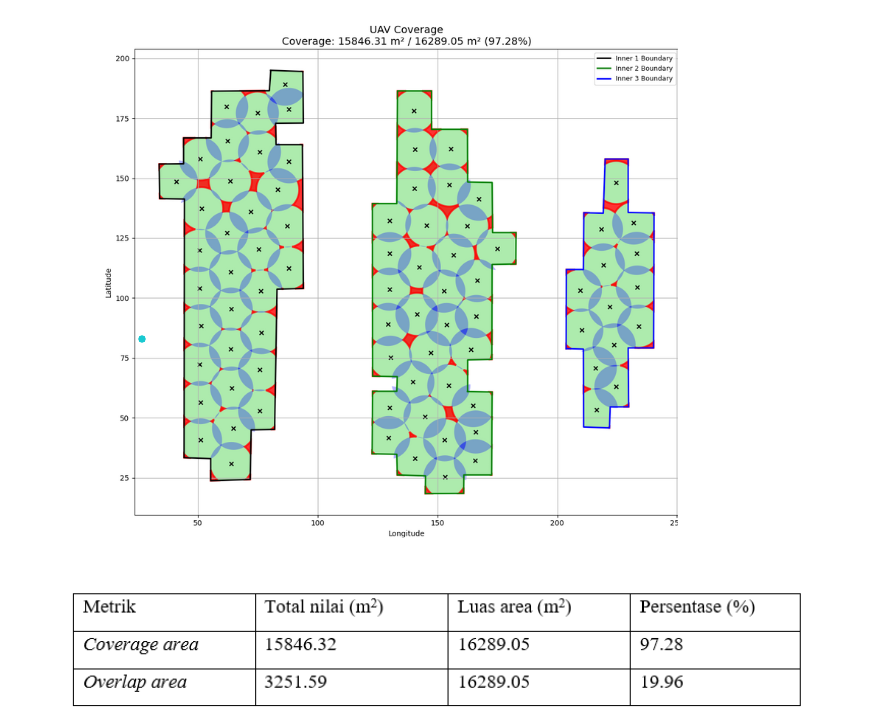 UAV Coverage
Coverage: 15846.31 m² / 16289.05 m² (97.28%)
Inner 1 Boundary
Inner 2 Boundary
Inner 3 Boundary
200
175
150
125
100
75
50
25
Latitude
50 100 150 200 25
Longitude
Metrik Total nilai (m²) Luas area (m²) Persentase (%)
Coverage area 15846.32 16289.05 97.28
Overlap area 3251.59 16289.05 19.96